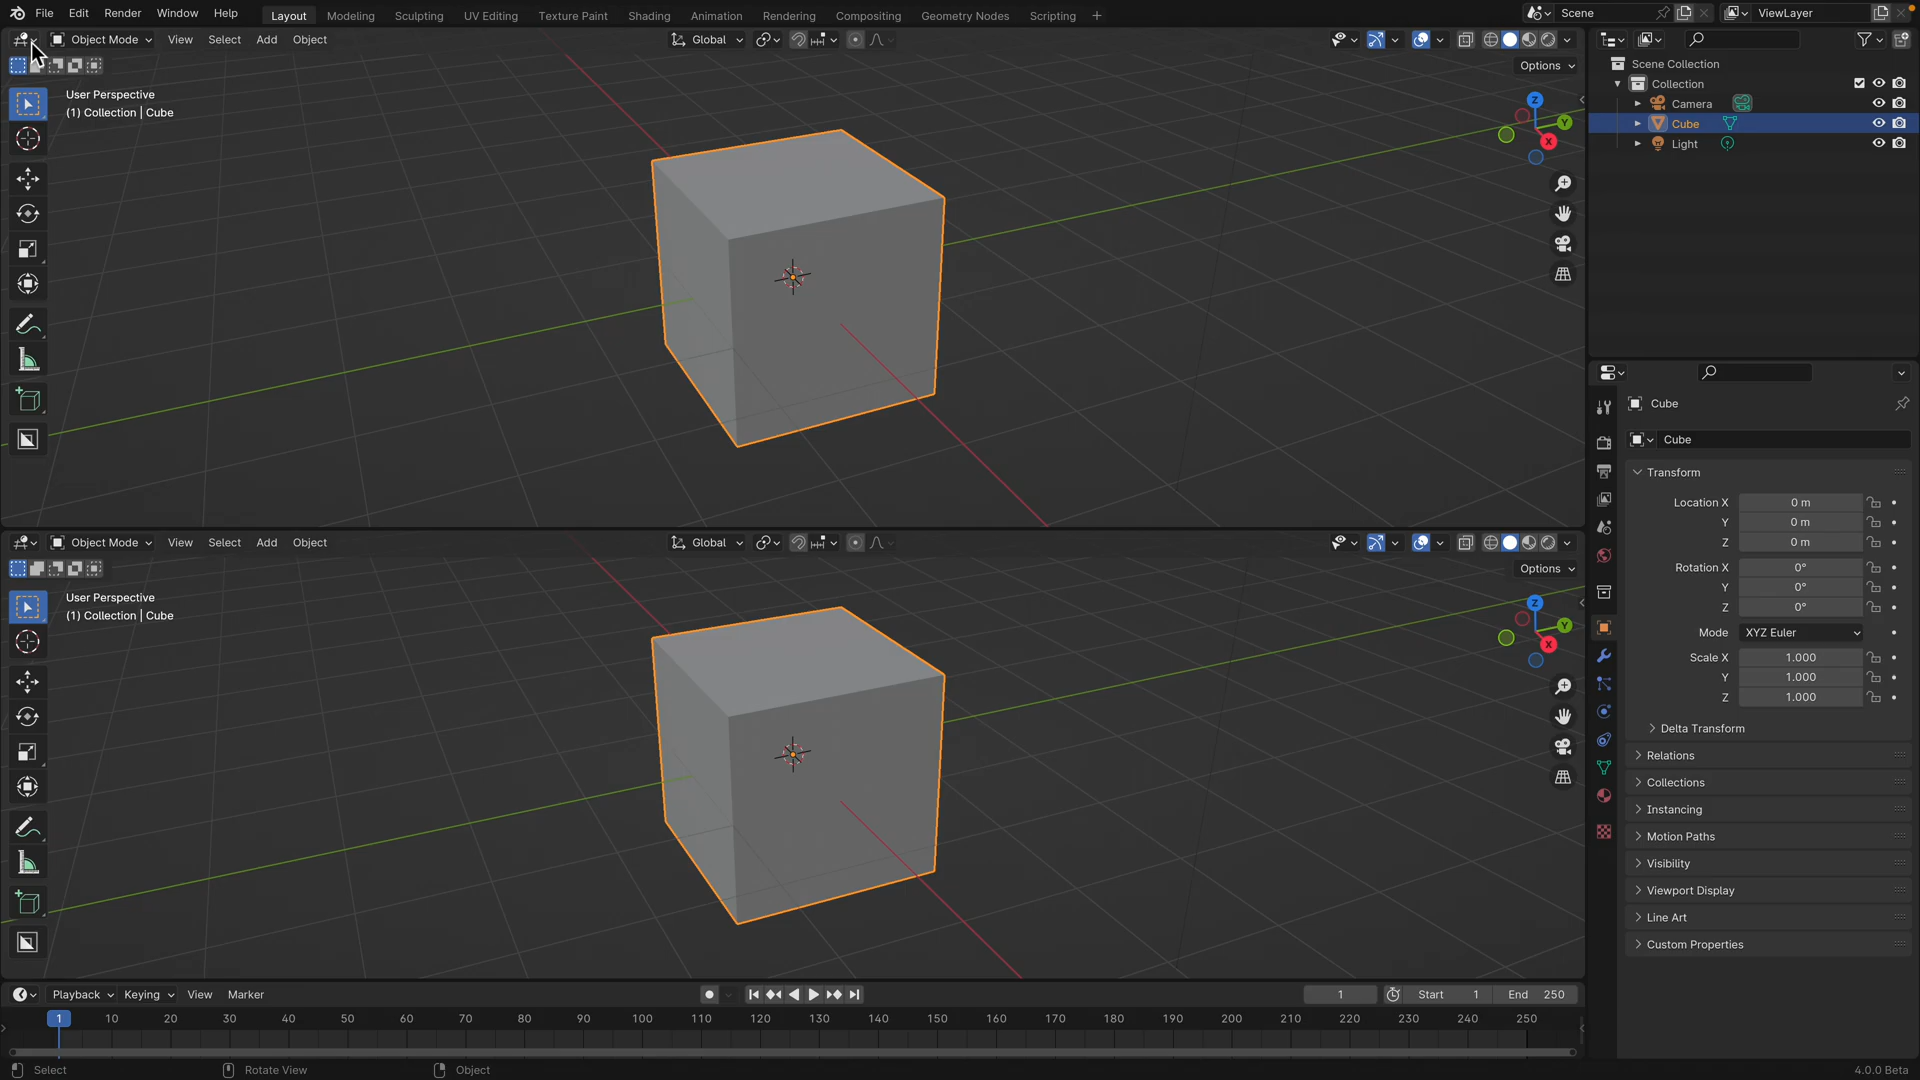 File Edit Render Window Help Layout Modeling Sculpting UV Editing Texture Paint Shading Animation Rendering Compositing Geometry Nodes Scripting + Scene ViewLayer
Object Mode View Select Add Object Global
Options
User Perspective
(1) Collection | Cube
Z
Y
X
Object Mode View Select Add Object Global
Options
User Perspective
(1) Collection | Cube
Z
Y
X
Playback Keying View Marker 1 Start 1 End 250
1 10 20 30 40 50 60 70 80 90 100 110 120 130 140 150 160 170 180 190 200 210 220 230 240 250
Scene Collection
Collection
Camera
Cube
Light
Cube
Cube
Transform
Location X 0 m
Y 0 m
Z 0 m
Rotation X 0°
Y 0°
Z 0°
Mode XYZ Euler
Scale X 1.000
Y 1.000
Z 1.000
Delta Transform
Relations
Collections
Instancing
Motion Paths
Visibility
Viewport Display
Line Art
Custom Properties
Select Rotate View Object 4.0.0 Beta